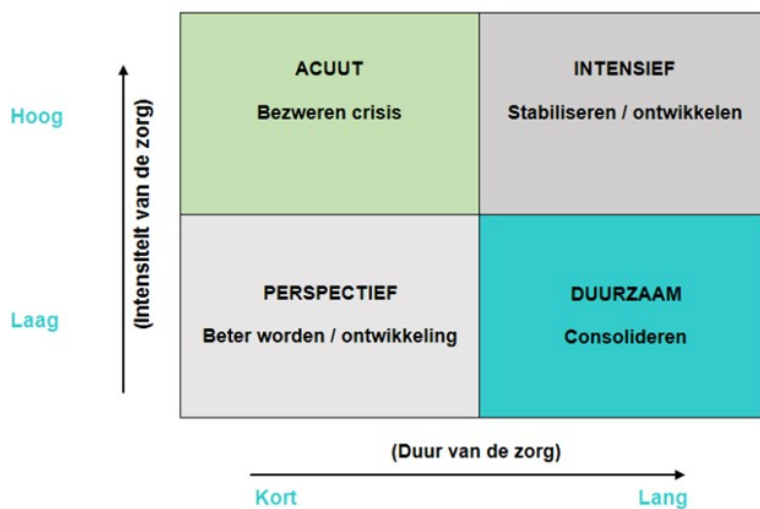 ACUUT
Bezweren crisis
INTENSIEF
Stabiliseren / ontwikkelen
Hoog
(Intensiteit van de zorg)
Laag
PERSPECTIEF
Beter worden / ontwikkeling
DUURZAAM
Consolideren
(Duur van de zorg)
Kort
Lang